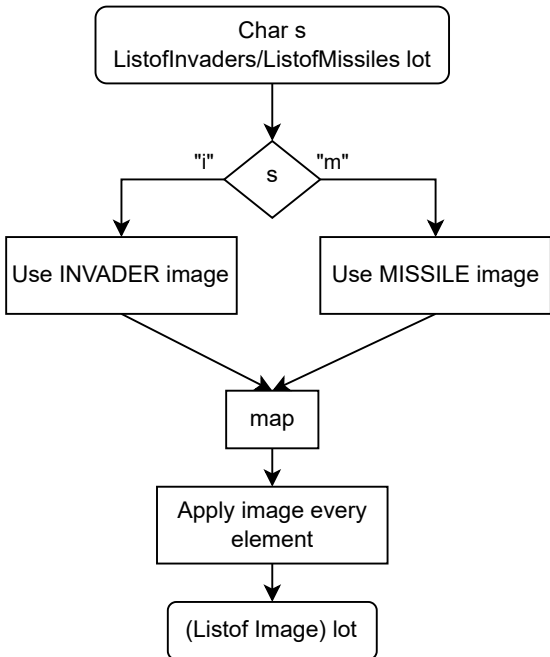 Char s
ListofInvaders/ListofMissiles lot
"i"
"m"
s
Use INVADER image
Use MISSILE image
map
Apply image every
element
(Listof Image) lot